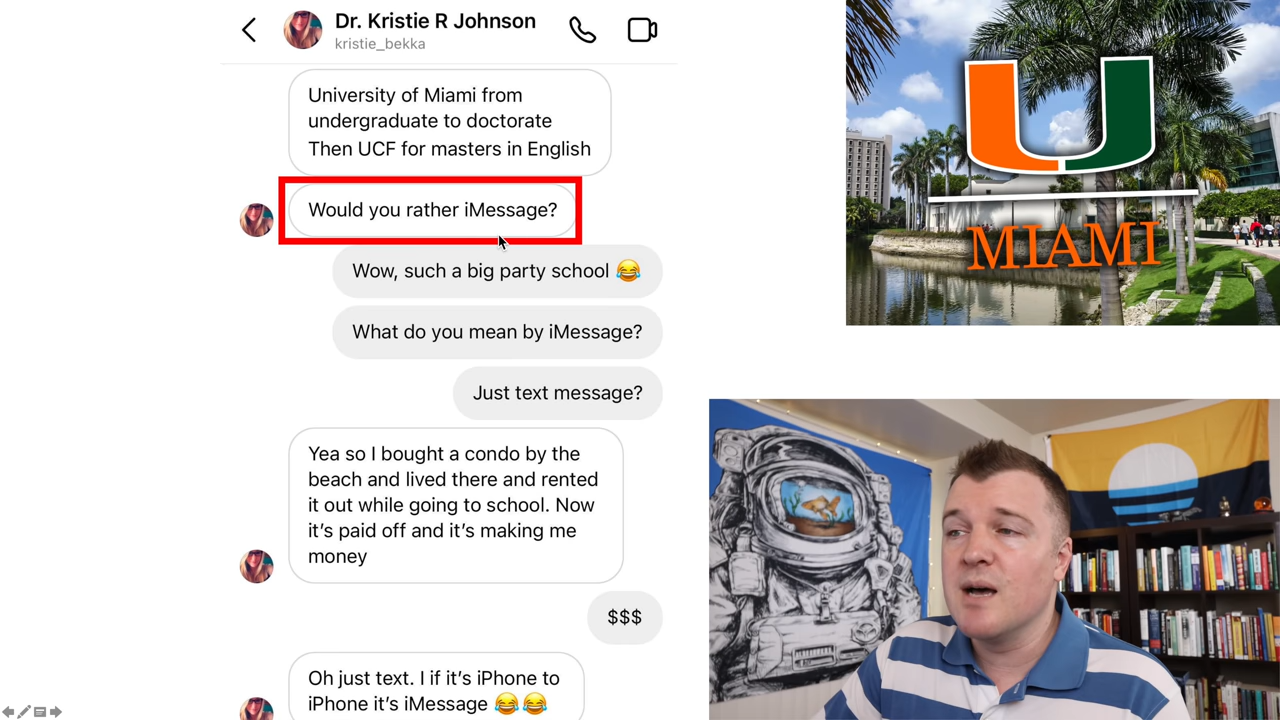 Dr. Kristie R Johnson
kristie_bekka
University of Miami from
undergraduate to doctorate
Then UCF for masters in English
Would you rather iMessage?
Wow, such a big party school 😂
What do you mean by iMessage?
Just text message?
Yea so I bought a condo by the
beach and lived there and rented
it out while going to school. Now
it's paid off and it's making me
money
$$$
Oh just text. I if it's iPhone to
iPhone it's iMessage 😂😂
U
MIAMI